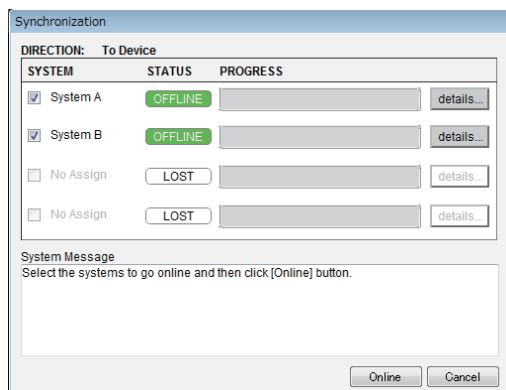 Synchronization
DIRECTION: To Device
SYSTEM STATUS PROGRESS
System A OFFLINE details...
System B OFFLINE details...
No Assign LOST details...
No Assign LOST details...
System Message
Select the systems to go online and then click [Online] button.
Online Cancel